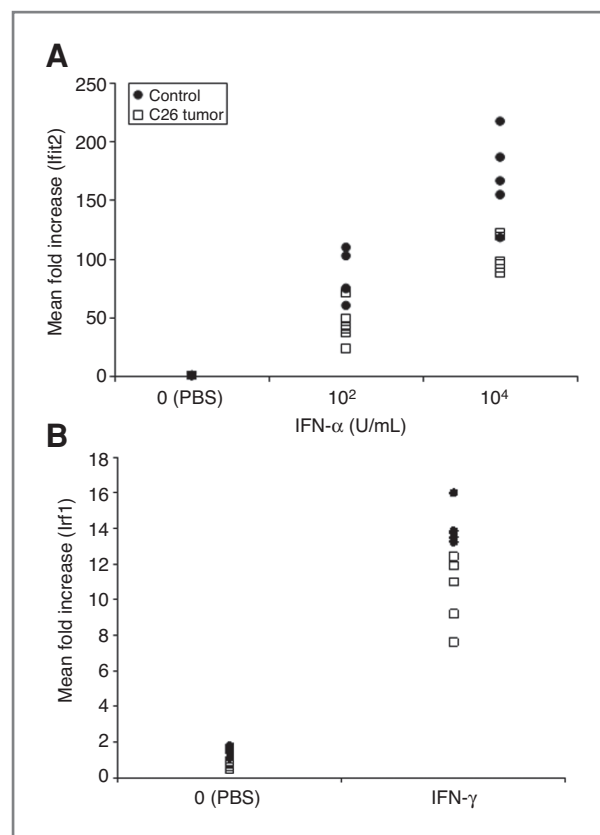 A
Mean fold increase (Ifit2)
250
200
150
100
50
0
Control
C26 tumor
0 (PBS) 10² 10⁴
IFN-α (U/mL)
B
Mean fold increase (Irf1)
18
16
14
12
10
8
6
4
2
0
0 (PBS) IFN-γ